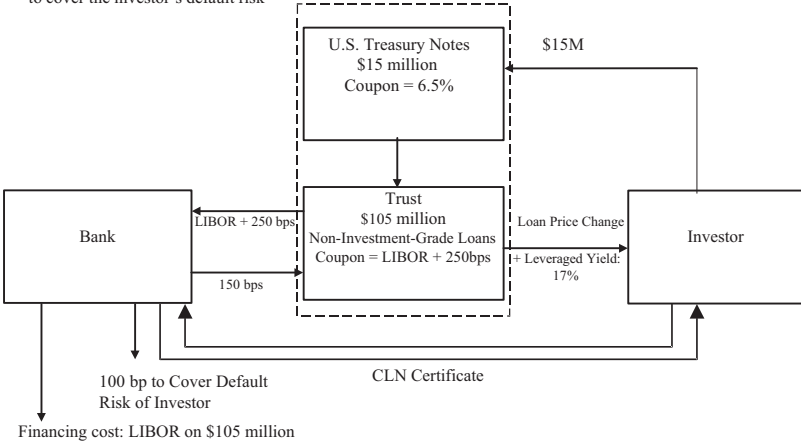 to cover the investor's default risk
U.S. Treasury Notes
$15 million
Coupon = 6.5%
$15M
Trust
$105 million
Non-Investment-Grade Loans
Coupon = LIBOR + 250bps
Bank
LIBOR + 250 bps
150 bps
Loan Price Change
+ Leveraged Yield:
17%
Investor
CLN Certificate
100 bp to Cover Default
Risk of Investor
Financing cost: LIBOR on $105 million